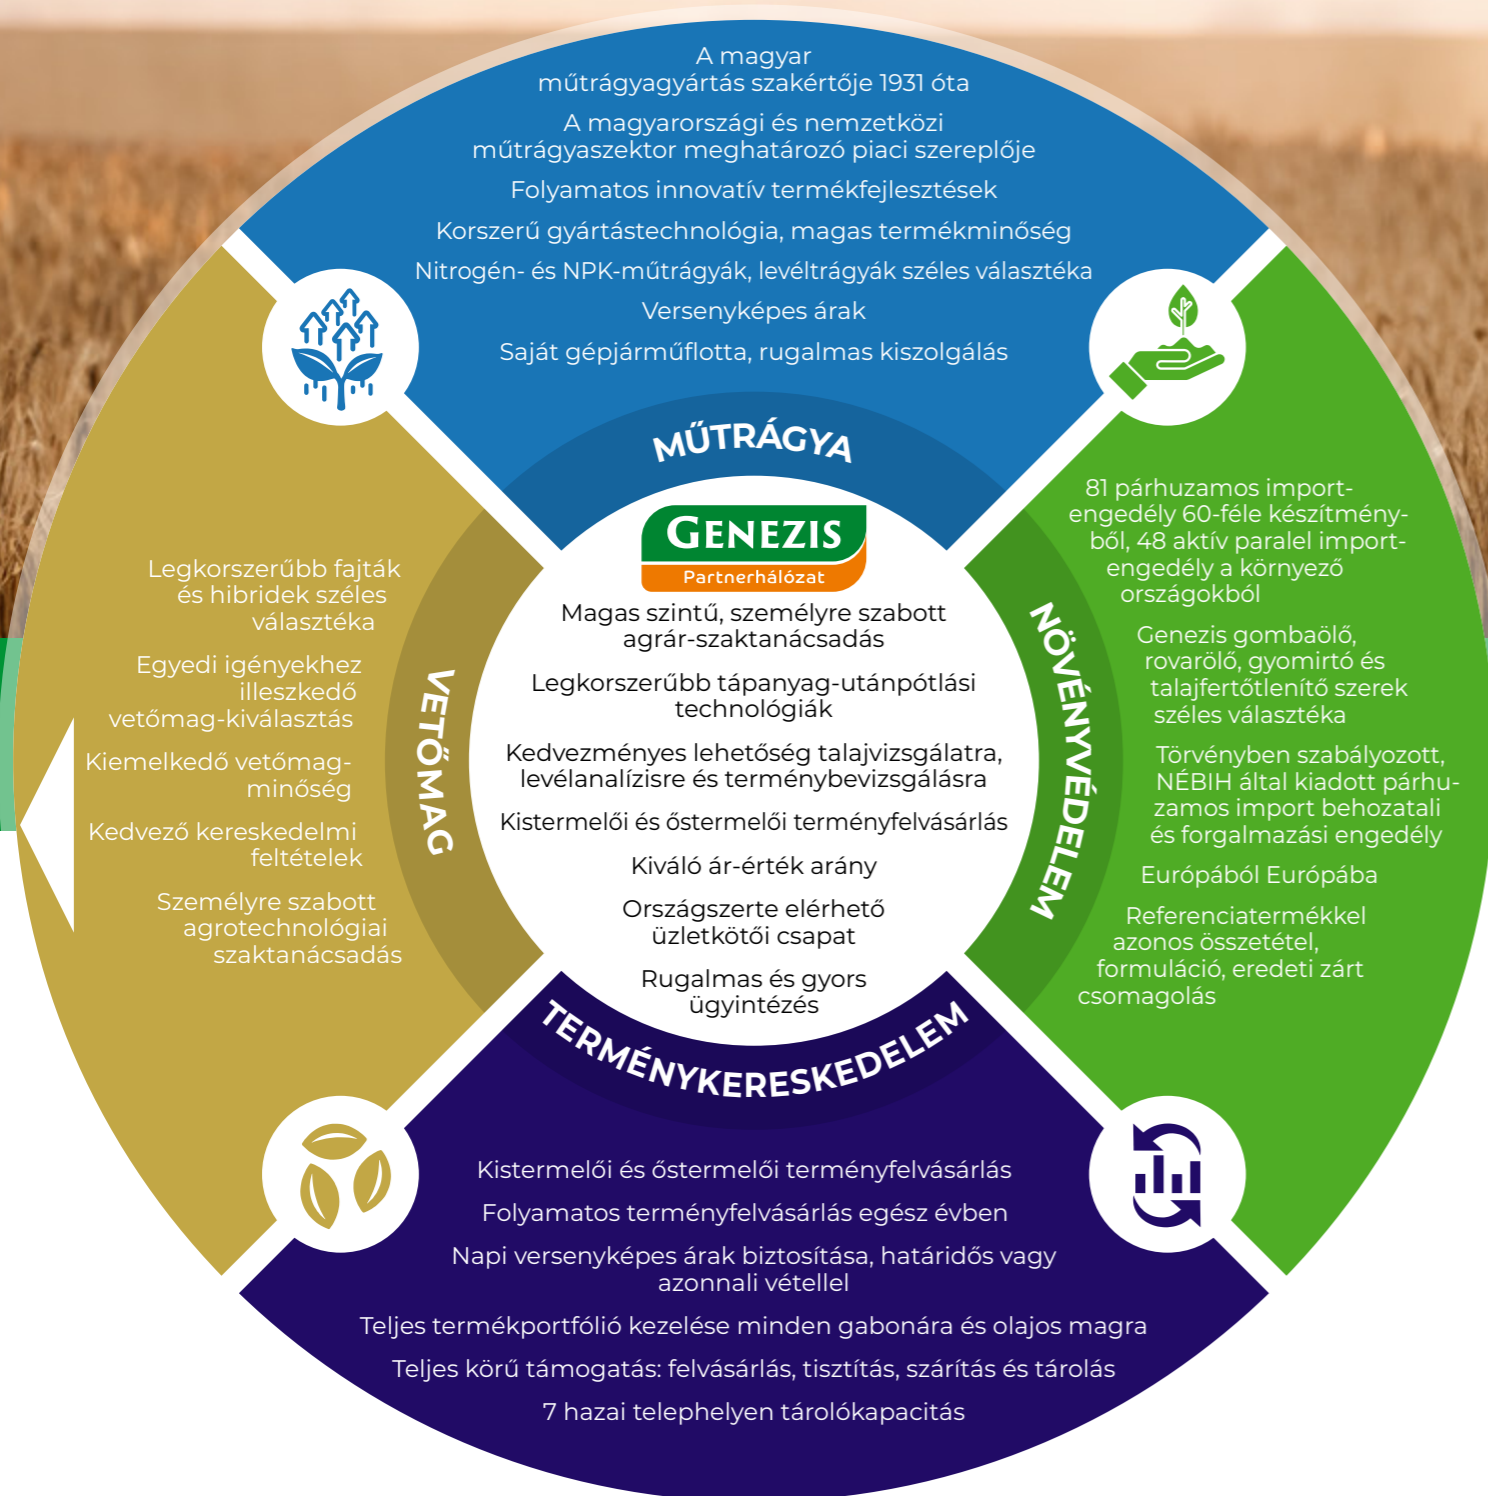 A magyar
műtrágyagyártás szakértője 1931 óta
A magyarországi és nemzetközi
műtrágyaszektor meghatározó piaci szereplője
Folyamatos innovatív termékfejlesztések
Korszerű gyártástechnológia, magas termékminőség
Nitrogén- és NPK-műtrágyák, levéltrágyák széles választéka
Versenyképes árak
Saját gépjárműflotta, rugalmas kiszolgálás
MŰTRÁGYA
81 párhuzamos import-
engedély 60-féle készítmény-
ből, 48 aktív paralel import-
engedély a környező
országokból
Genezis gombaölő,
rovarölő, gyomirtó és
talajfertőtlenítő szerek
széles választéka
Törvényben szabályozott,
NÉBIH által kiadott párhu-
zamos import behozatali
és forgalmazási engedély
Európából Európába
Referenciatermékkel
azonos összetétel,
formuláció, eredeti zárt
csomagolás
NÖVÉNYVÉDELEM
GENEZIS
Partnerhálózat
Magas szintű, személyre szabott
agrár-szaktanácsadás
Legkorszerűbb tápanyag-utánpótlási
technológiák
Kedvezményes lehetőség talajvizsgálatra,
levélanalízisre és terménybevizsgálásra
Kistermelői és őstermelői terményfelvásárlás
Kiváló ár-érték arány
Országszerte elérhető
üzletkötői csapat
Rugalmas és gyors
ügyintézés
VETŐMAG
Legkorszerűbb fajták
és hibridek széles
választéka
Egyedi igényekhez
illeszkedő
vetőmag-kiválasztás
Kiemelkedő vetőmag-
minőség
Kedvező kereskedelmi
feltételek
Személyre szabott
agrotechnológiai
szaktanácsadás
TERMÉNYKERESKEDELEM
Kistermelői és őstermelői terményfelvásárlás
Folyamatos terményfelvásárlás egész évben
Napi versenyképes árak biztosítása, határidős vagy
azonnali vétellel
Teljes termékportfólió kezelése minden gabonára és olajos magra
Teljes körű támogatás: felvásárlás, tisztítás, szárítás és tárolás
7 hazai telephelyen tárolókapacitás